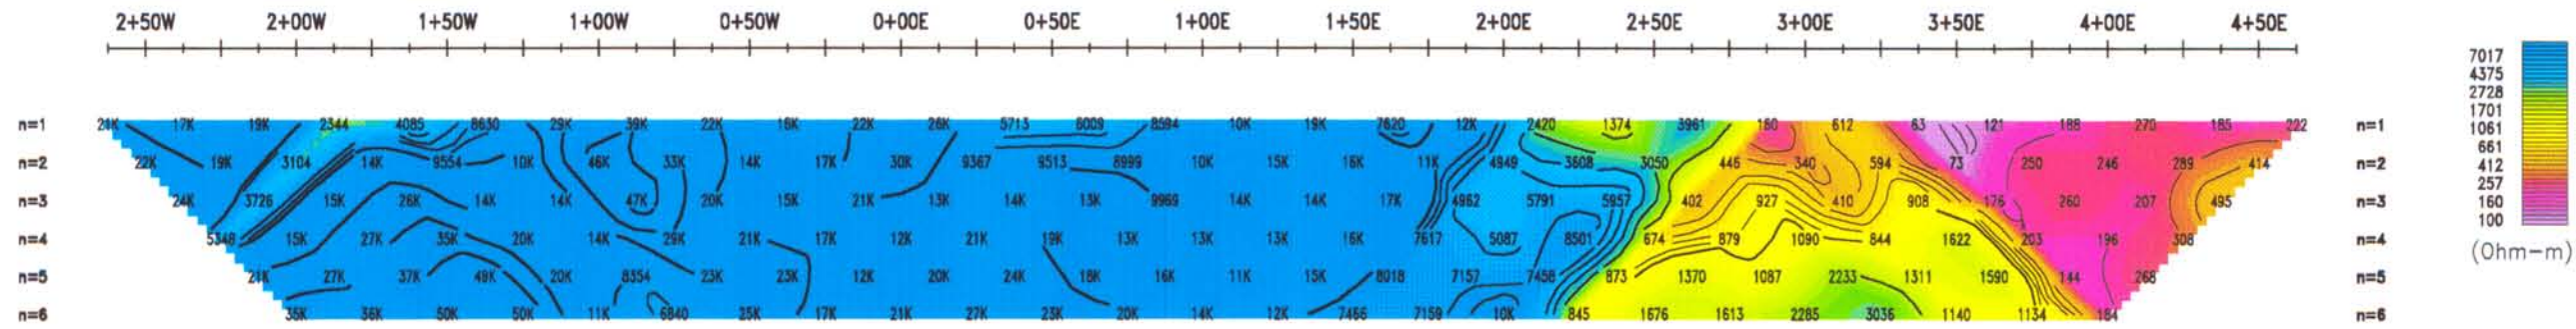 2+50W 2+00W 1+50W 1+00W 0+50W 0+00E 0+50E 1+00E 1+50E 2+00E 2+50E 3+00E 3+50E 4+00E 4+50E
n=1 21K 17K 19K 2344 4085 8630 29K 39K 22K 16K 22K 26K 5713 6009 8594 10K 19K 7620 12K 2420 1374 3961 180 612 63 121 188 270 185 222 n=1
n=2 22K 19K 3104 14K 9554 10K 46K 33K 14K 17K 30K 9367 9513 8999 10K 15K 16K 11K 4949 3608 3050 446 340 594 73 250 246 289 414 n=2
n=3 24K 3726 15K 26K 14K 14K 47K 20K 15K 21K 13K 14K 13K 9969 14K 14K 17K 4962 5791 5957 402 927 410 908 176 260 207 495 n=3
n=4 5348 15K 27K 35K 20K 14K 29K 21K 17K 12K 21K 19K 13K 13K 13K 16K 7617 5087 8501 674 879 1090 844 1622 203 196 308 n=4
n=5 21K 27K 37K 49K 20K 8354 23K 23K 12K 20K 24K 18K 16K 11K 15K 8018 7157 7458 873 1370 1087 2233 1311 1590 144 268 n=5
n=6 35K 36K 50K 50K 11K 6840 25K 17K 21K 27K 23K 20K 14K 12K 7456 7159 10K 845 1676 1613 2285 3036 1140 1134 184 n=6
7017
4375
2728
1701
1061
661
412
257
160
100
(Ohm-m)